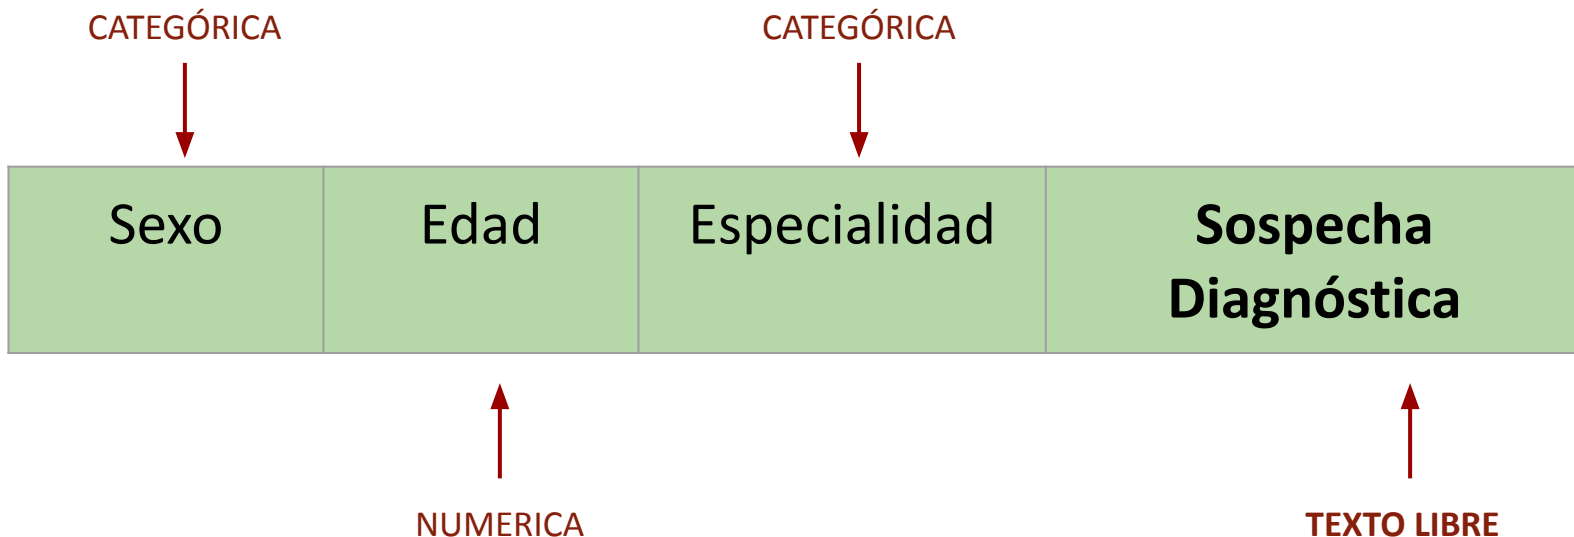 CATEGÓRICA
CATEGÓRICA
Sexo
Edad
Especialidad
Sospecha
Diagnóstica
NUMERICA
TEXTO LIBRE